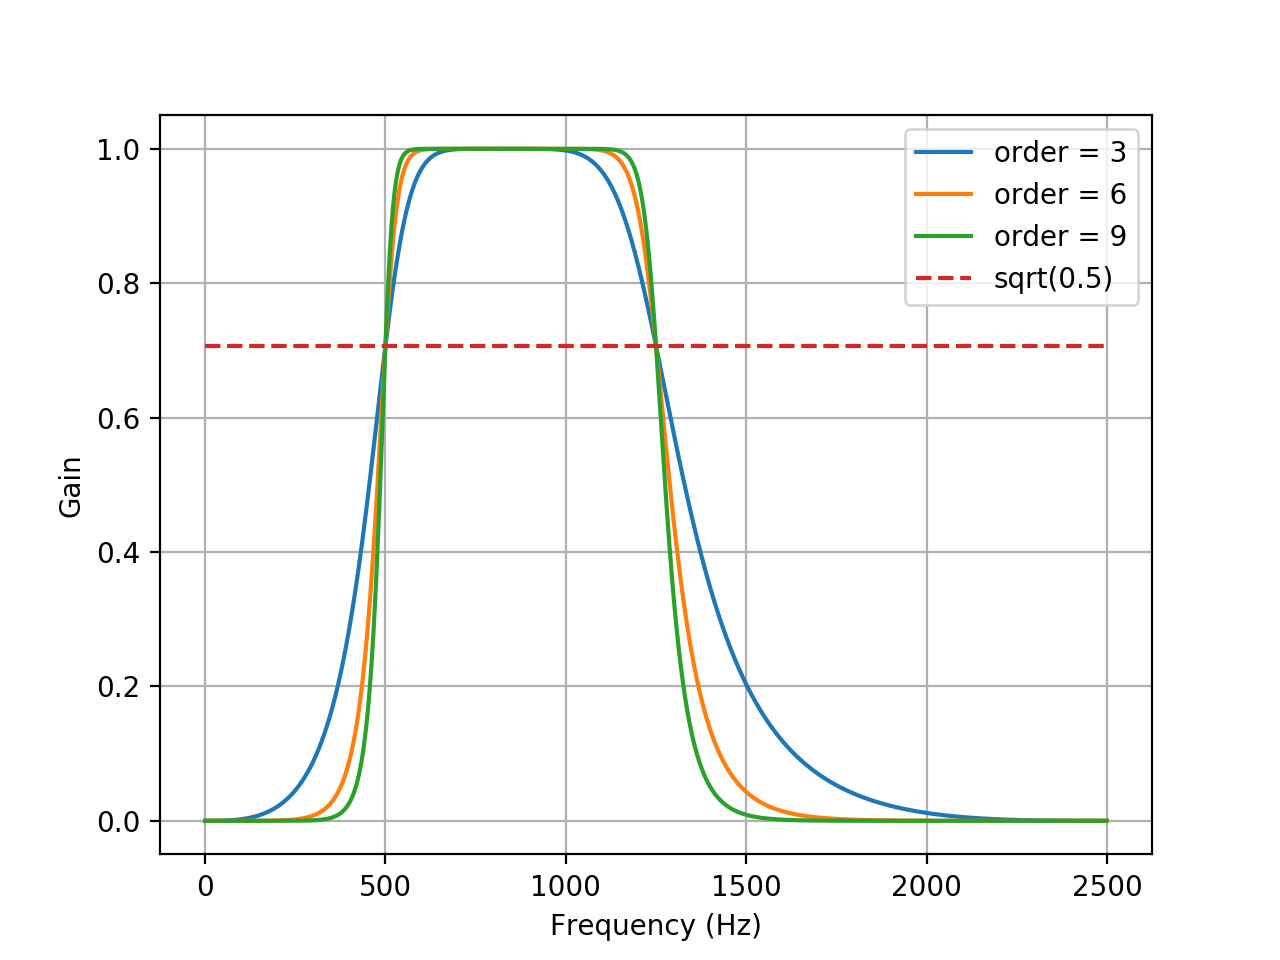 1.0
0.8
0.6
0.4
0.2
0.0
Gain
order = 3
order = 6
order = 9
sqrt(0.5)
0 500 1000 1500 2000 2500
Frequency (Hz)